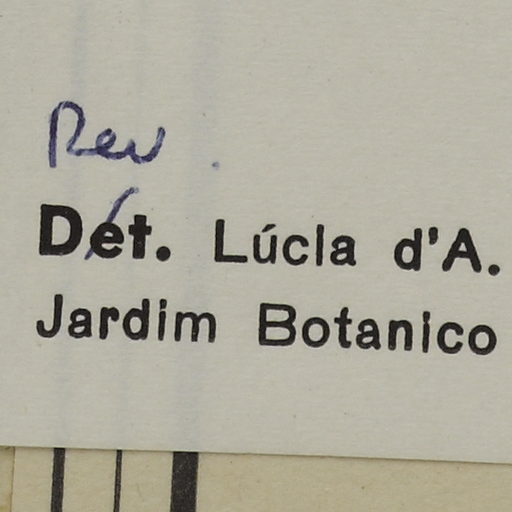 Rev.
Det. Lúcia d'A.
Jardim Botanico